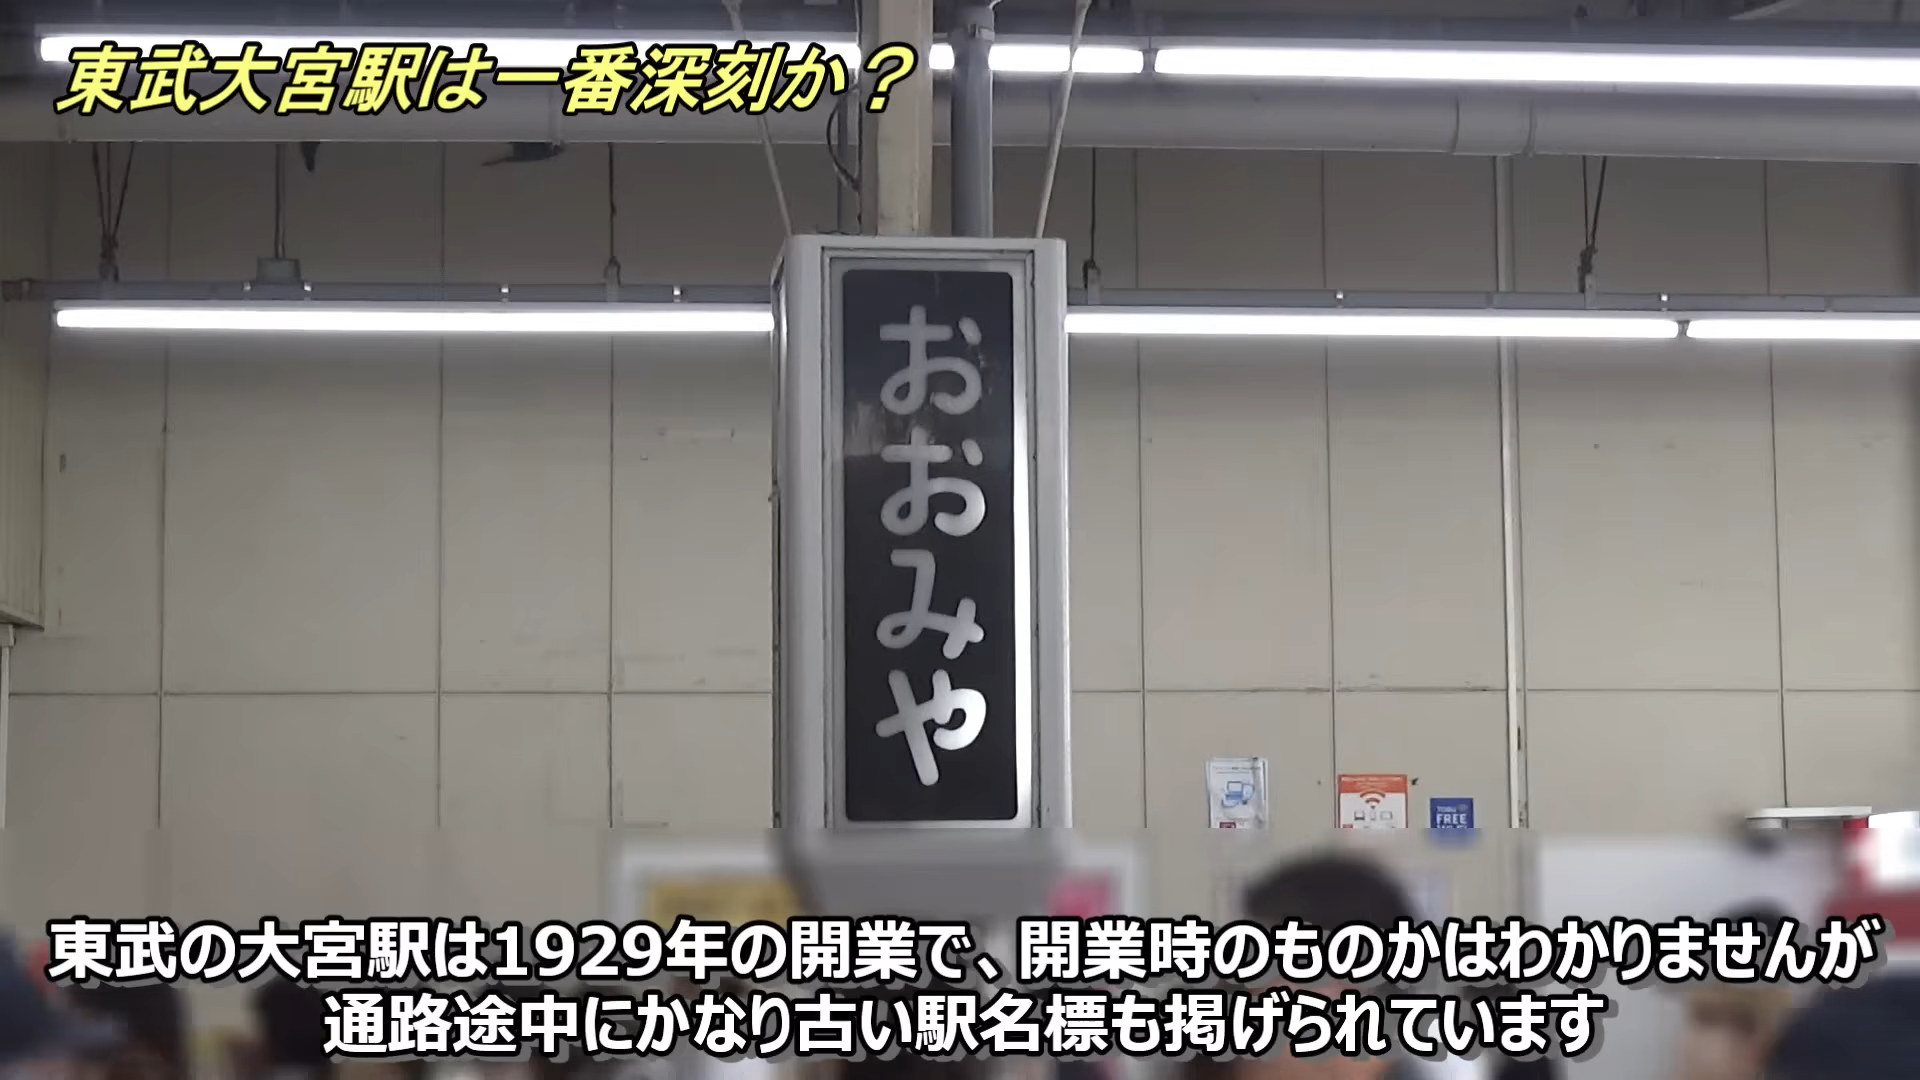 東武大宮駅は一番深刻か？
おおみや
TOBU
FREE
東武の大宮駅は1929年の開業で、開業時のものかはわかりませんが
通路途中にかなり古い駅名標も掲げられています